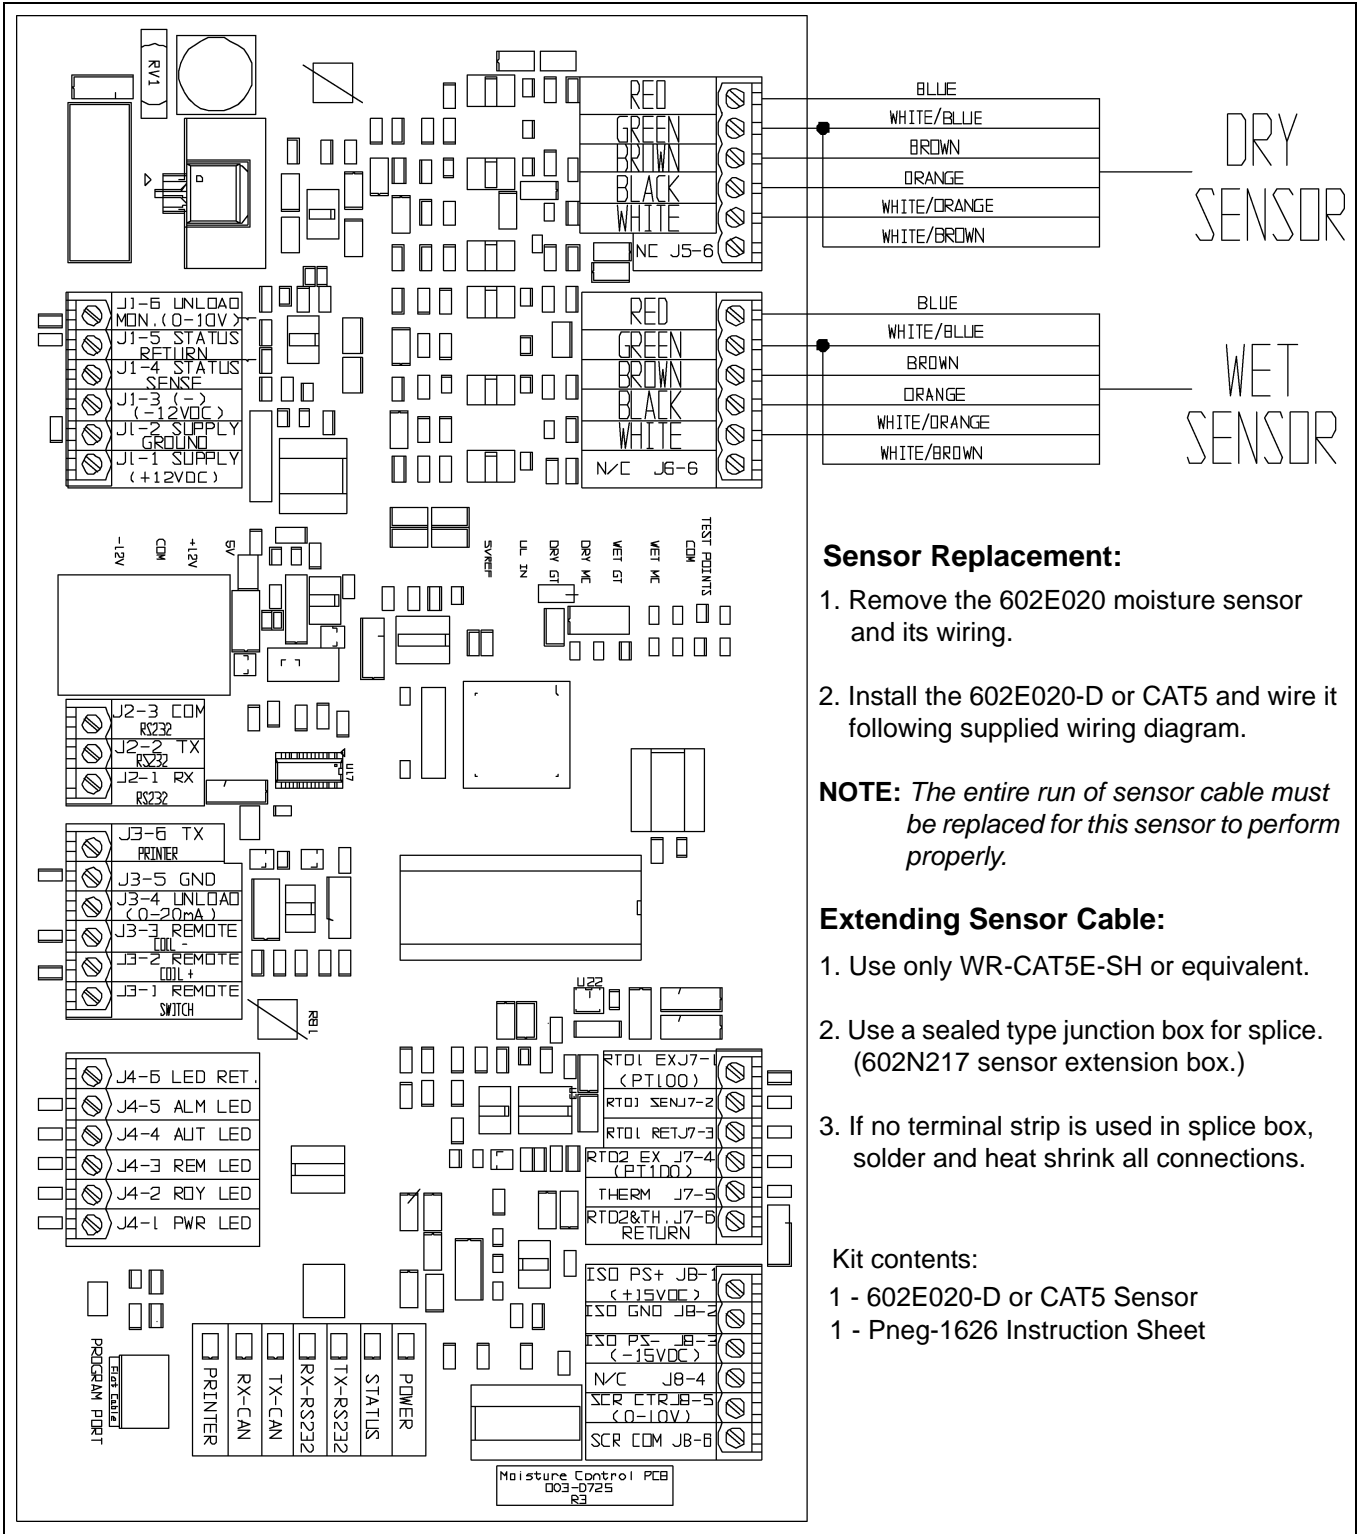 RV1
RED
GREEN
BROWN
BLACK
WHITE
NC J5-6
BLUE
WHITE/BLUE
BROWN
ORANGE
WHITE/ORANGE
WHITE/BROWN
DRY
SENSOR
J1-6 UNLOAD
MON.(0-10V)
J1-5 STATUS
RETURN
J1-4 STATUS
SENSE
J1-3 (-)
(-12VDC)
J1-2 SUPPLY
GROUND
J1-1 SUPPLY
(+12VDC)
RED
GREEN
BROWN
BLACK
WHITE
N/C J6-6
BLUE
WHITE/BLUE
BROWN
ORANGE
WHITE/ORANGE
WHITE/BROWN
WET
SENSOR
-12V
COM
+12V
5V
5VREF
UL IN
DRY GT
DRY MC
WET GT
WET MC
COM
TEST POINTS
J2-3 COM
RS232
J2-2 TX
RS232
J2-1 RX
RS232
U17
J3-6 TX
PRINTER
J3-5 GND
J3-4 UNLOAD
(0-20mA)
J3-3 REMOTE
COIL -
J3-2 REMOTE
COIL +
J3-1 REMOTE
SWITCH
R81
U22
J4-6 LED RET.
J4-5 ALM LED
J4-4 AUT LED
J4-3 REM LED
J4-2 RDY LED
J4-1 PWR LED
RTD1 EXJ7-1
(PT100)
RTD1 SENJ7-2
RTD1 RETJ7-3
RTD2 EX J7-4
(PT100)
THERM J7-5
RTD2&TH.J7-6
RETURN
ISO PS+ J8-1
(+15VDC)
ISO GND J8-2
ISO PS- J8-3
(-15VDC)
N/C J8-4
SCR CTRJ8-5
(0-10V)
SCR COM J8-6
PROGRAM PORT
Flat Cable
PRINTER
RX-CAN
TX-CAN
RX-RS232
TX-RS232
STATUS
POWER
Moisture Control PCB
D03-0725
R3
Sensor Replacement:
1. Remove the 602E020 moisture sensor
and its wiring.
2. Install the 602E020-D or CAT5 and wire it
following supplied wiring diagram.
NOTE: The entire run of sensor cable must
be replaced for this sensor to perform
properly.
Extending Sensor Cable:
1. Use only WR-CAT5E-SH or equivalent.
2. Use a sealed type junction box for splice.
(602N217 sensor extension box.)
3. If no terminal strip is used in splice box,
solder and heat shrink all connections.
Kit contents:
1 - 602E020-D or CAT5 Sensor
1 - Pneg-1626 Instruction Sheet